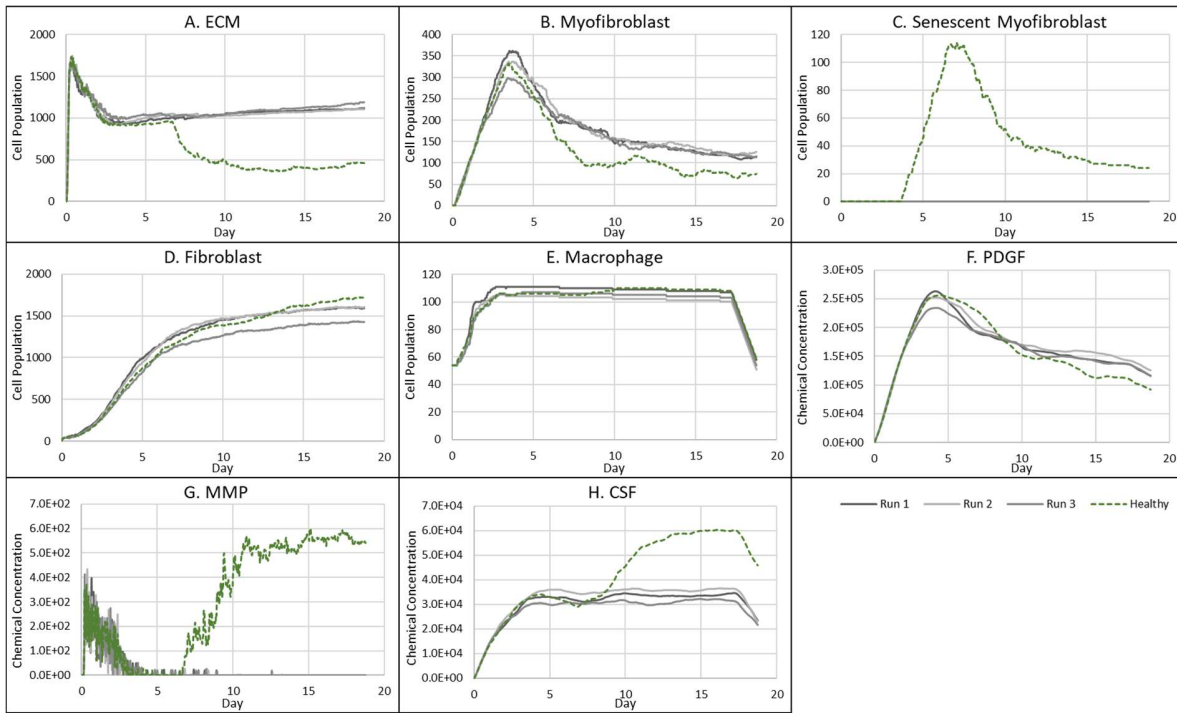 A. ECM
Cell Population
2000
1500
1000
500
0
0 5 10 15 20
Day
B. Myofibroblast
Cell Population
400
350
300
250
200
150
100
50
0
0 5 10 15 20
Day
C. Senescent Myofibroblast
Cell Population
120
100
80
60
40
20
0
0 5 10 15 20
Day
D. Fibroblast
Cell Population
2000
1500
1000
500
0
0 5 10 15 20
Day
E. Macrophage
Cell Population
120
100
80
60
40
20
0
0 5 10 15 20
Day
F. PDGF
Chemical Concentration
3.0E+05
2.5E+05
2.0E+05
1.5E+05
1.0E+05
5.0E+04
0.0E+00
0 5 10 15 20
Day
G. MMP
Chemical Concentration
7.0E+02
6.0E+02
5.0E+02
4.0E+02
3.0E+02
2.0E+02
1.0E+02
0.0E+00
0 5 10 15 20
Day
H. CSF
Chemical Concentration
7.0E+04
6.0E+04
5.0E+04
4.0E+04
3.0E+04
2.0E+04
1.0E+04
0.0E+00
0 5 10 15 20
Day
Run 1 Run 2 Run 3 Healthy